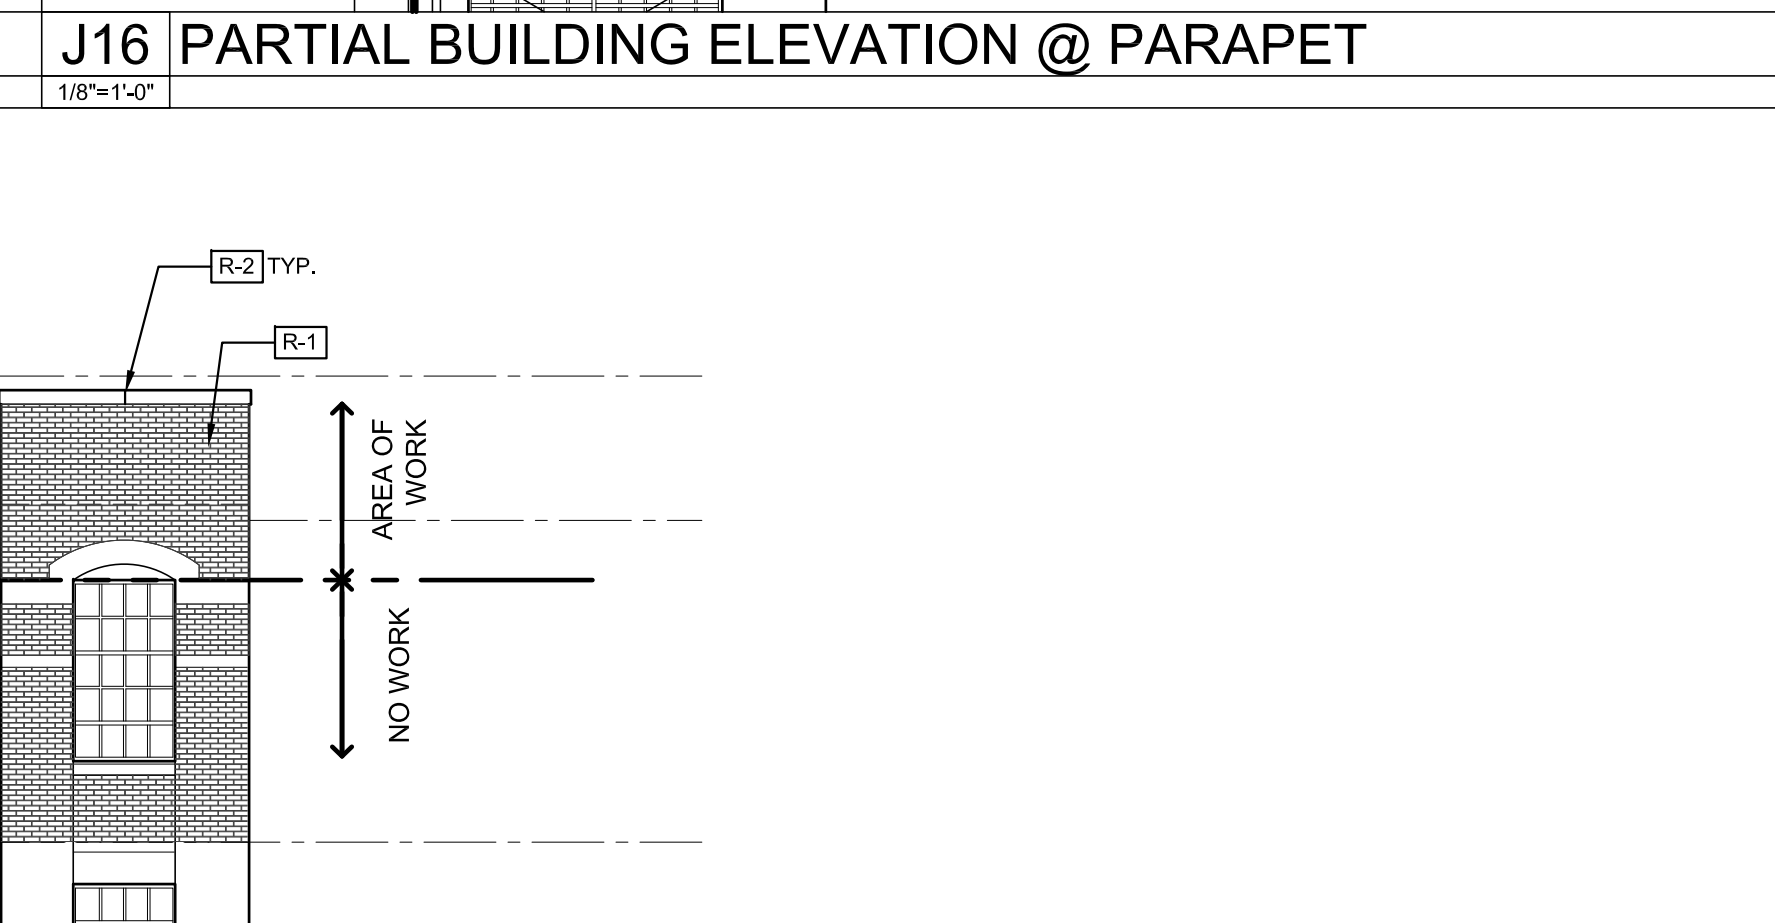 J16 PARTIAL BUILDING ELEVATION @ PARAPET
1/8"=1'-0"
R-2 TYP.
R-1
AREA OF
WORK
NO WORK